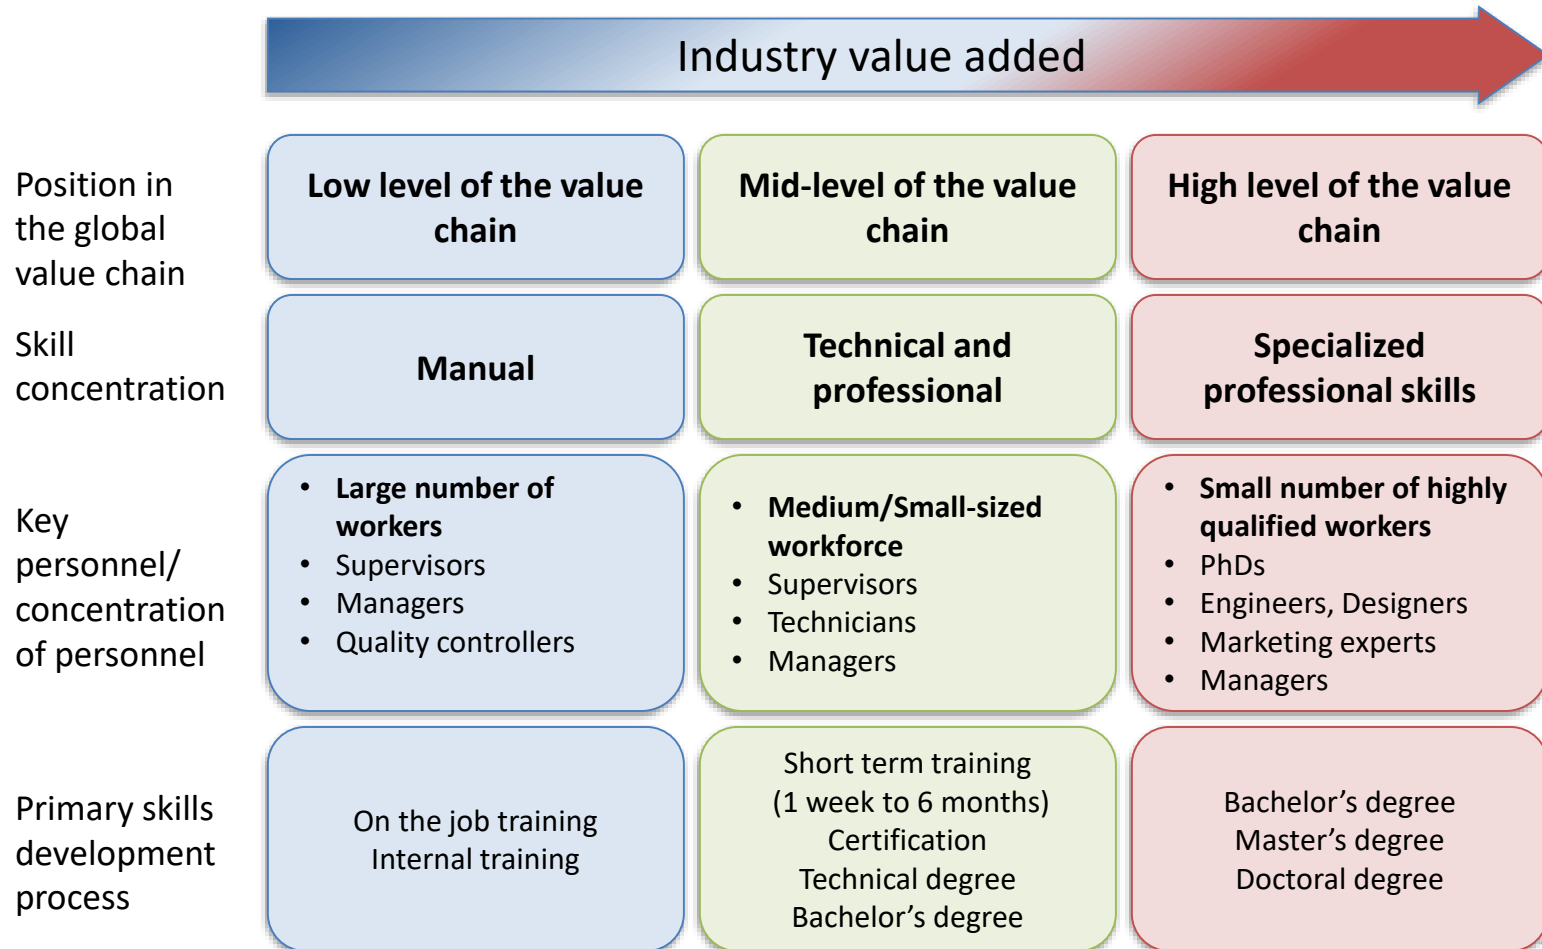 Industry value added
Position in
the global
value chain
Low level of the value
chain
Mid-level of the value
chain
High level of the value
chain
Skill
concentration
Manual
Technical and
professional
Specialized
professional skills
Key
personnel/
concentration
of personnel
• Large number of
workers
• Supervisors
• Managers
• Quality controllers
• Medium/Small-sized
workforce
• Supervisors
• Technicians
• Managers
• Small number of highly
qualified workers
• PhDs
• Engineers, Designers
• Marketing experts
• Managers
Primary skills
development
process
On the job training
Internal training
Short term training
(1 week to 6 months)
Certification
Technical degree
Bachelor’s degree
Bachelor’s degree
Master’s degree
Doctoral degree